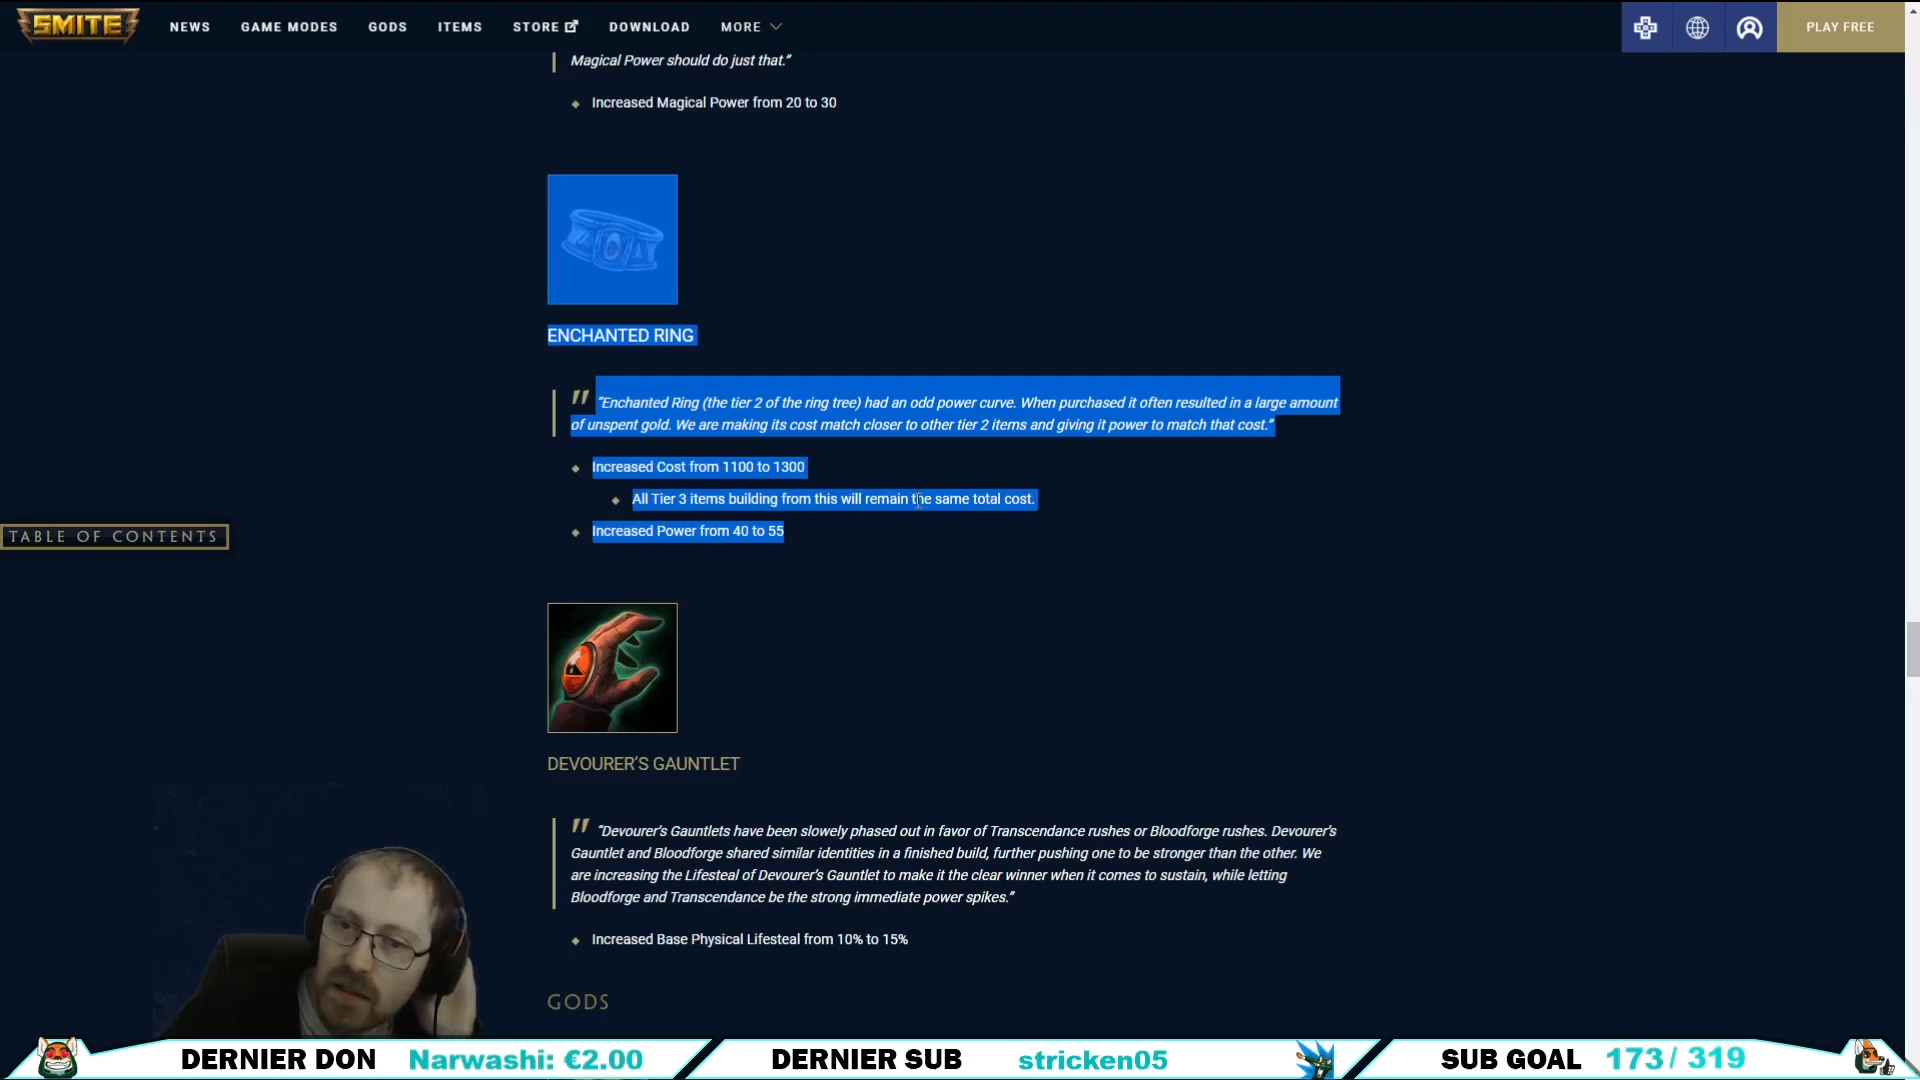 SMITE
NEWS
GAME MODES
GODS
ITEMS
STORE
DOWNLOAD
MORE
PLAY FREE
Magical Power should do just that.”
Increased Magical Power from 20 to 30
ENCHANTED RING
“Enchanted Ring (the tier 2 of the ring tree) had an odd power curve. When purchased it often resulted in a large amount
of unspent gold. We are making its cost match closer to other tier 2 items and giving it power to match that cost.”
Increased Cost from 1100 to 1300
All Tier 3 items building from this will remain the same total cost.
Increased Power from 40 to 55
TABLE OF CONTENTS
DEVOURER’S GAUNTLET
“Devourer’s Gauntlets have been slowely phased out in favor of Transcendance rushes or Bloodforge rushes. Devourer’s
Gauntlet and Bloodforge shared similar identities in a finished build, further pushing one to be stronger than the other. We
are increasing the Lifesteal of Devourer’s Gauntlet to make it the clear winner when it comes to sustain, while letting
Bloodforge and Transcendance be the strong immediate power spikes.”
Increased Base Physical Lifesteal from 10% to 15%
GODS
DERNIER DON Narwashi: €2.00
DERNIER SUB stricken05
SUB GOAL 173/ 319